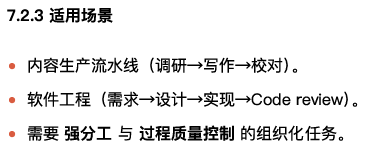 7.2.3 适用场景
• 内容生产流水线（调研→写作→校对）。
• 软件工程（需求→设计→实现→Code review）。
• 需要 强分工 与 过程质量控制 的组织化任务。